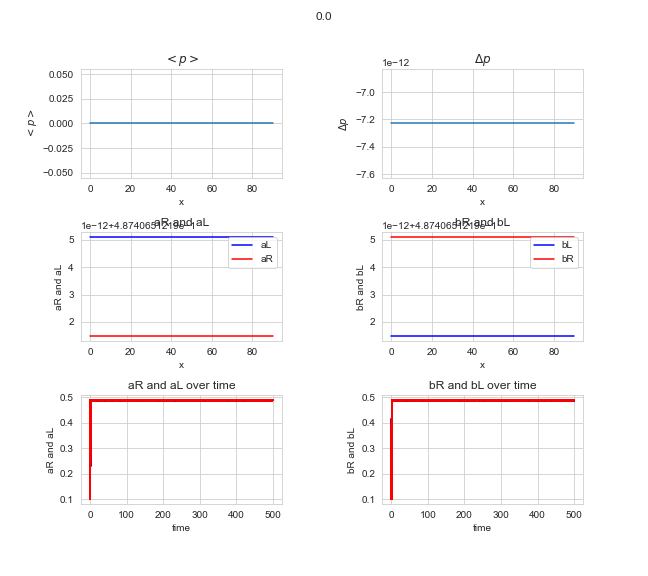 0.0
< p >
0.050
0.025
0.000
−0.025
−0.050
< p >
0 20 40 60 80
x
Δp
1e−12
−7.0
−7.2
−7.4
−7.6
Δp
0 20 40 60 80
x
aR and aL
1e−12+4.8740651219e−1
5
4
3
2
aR and aL
aL
aR
0 20 40 60 80
x
bR and bL
1e−12+4.8740651219e−1
5
4
3
2
bR and bL
bL
bR
0 20 40 60 80
x
aR and aL over time
0.5
0.4
0.3
0.2
0.1
aR and aL
0 100 200 300 400 500
time
bR and bL over time
0.5
0.4
0.3
0.2
0.1
bR and bL
0 100 200 300 400 500
time